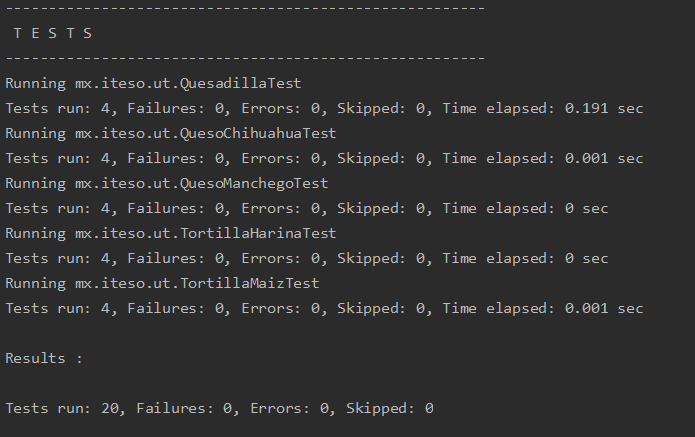 -------------------------------------------------------
 T E S T S
-------------------------------------------------------
Running mx.iteso.ut.QuesadillaTest
Tests run: 4, Failures: 0, Errors: 0, Skipped: 0, Time elapsed: 0.191 sec
Running mx.iteso.ut.QuesoChihuahuaTest
Tests run: 4, Failures: 0, Errors: 0, Skipped: 0, Time elapsed: 0.001 sec
Running mx.iteso.ut.QuesoManchegoTest
Tests run: 4, Failures: 0, Errors: 0, Skipped: 0, Time elapsed: 0 sec
Running mx.iteso.ut.TortillaHarinaTest
Tests run: 4, Failures: 0, Errors: 0, Skipped: 0, Time elapsed: 0 sec
Running mx.iteso.ut.TortillaMaizTest
Tests run: 4, Failures: 0, Errors: 0, Skipped: 0, Time elapsed: 0.001 sec
Results :
Tests run: 20, Failures: 0, Errors: 0, Skipped: 0